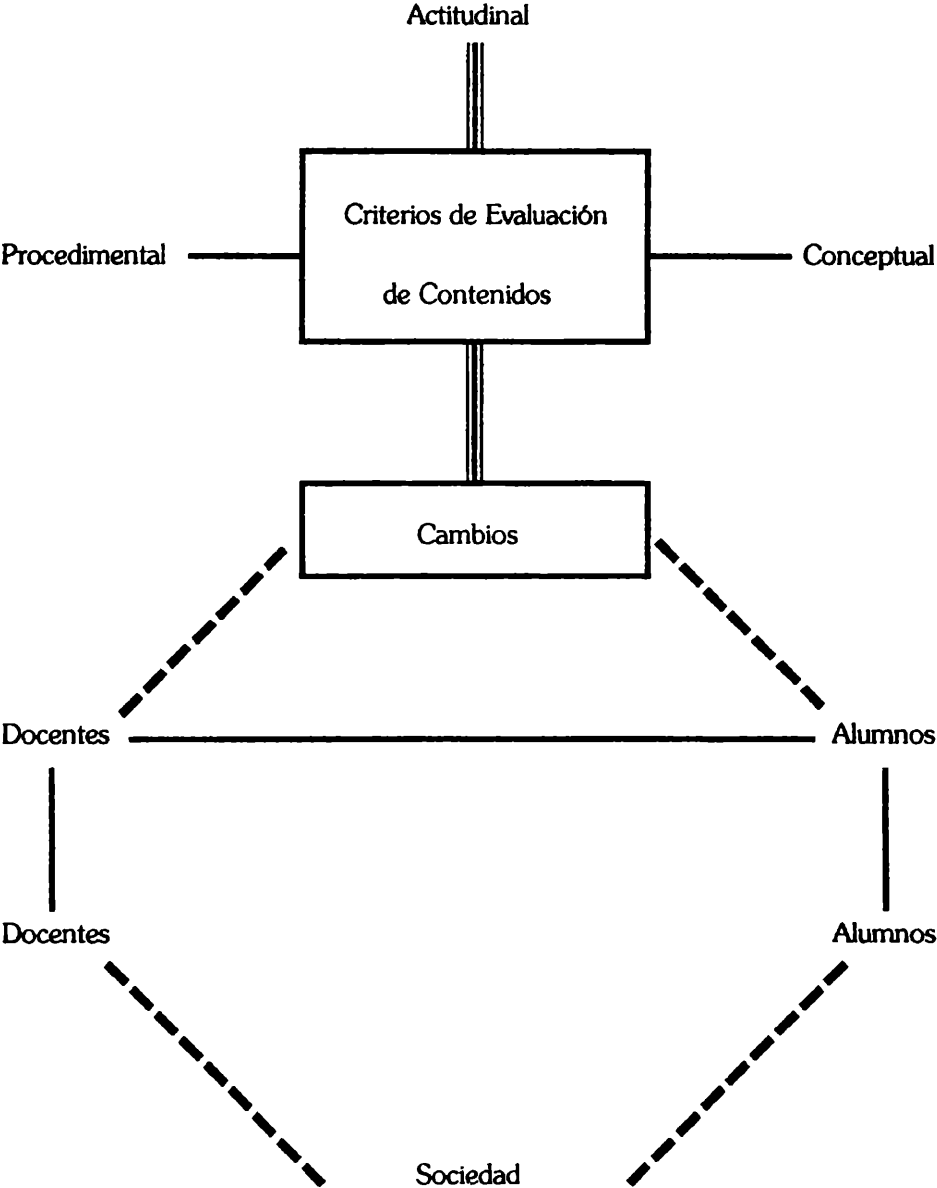 Actitudinal
Criterios de Evaluación
Procedimental
Conceptual
de Contenidos
Cambios
Docentes
Alumnos
Docentes
Alumnos
Sociedad